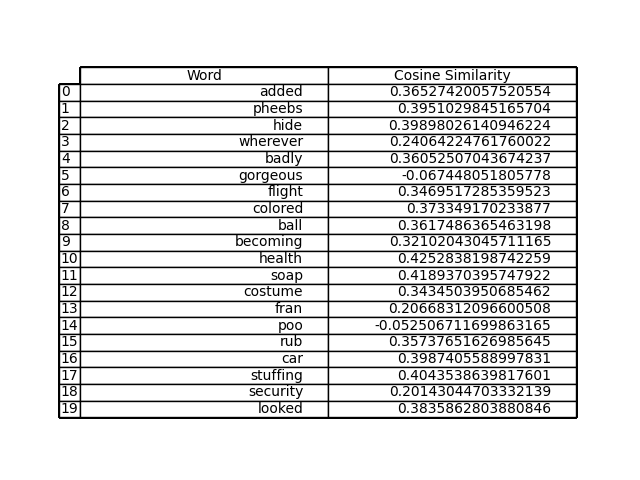 Word Cosine Similarity
0 added 0.36527420057520554
1 pheebs 0.3951029845165704
2 hide 0.39898026140946224
3 wherever 0.24064224761760022
4 badly 0.36052507043674237
5 gorgeous -0.067448051805778
6 flight 0.3469517285359523
7 colored 0.373349170233877
8 ball 0.3617486365463198
9 becoming 0.32102043045711165
10 health 0.4252838198742259
11 soap 0.4189370395747922
12 costume 0.3434503950685462
13 fran 0.20668312096600508
14 poo -0.052506711699863165
15 rub 0.35737651626985645
16 car 0.3987405588997831
17 stuffing 0.4043538639817601
18 security 0.20143044703332139
19 looked 0.3835862803880846